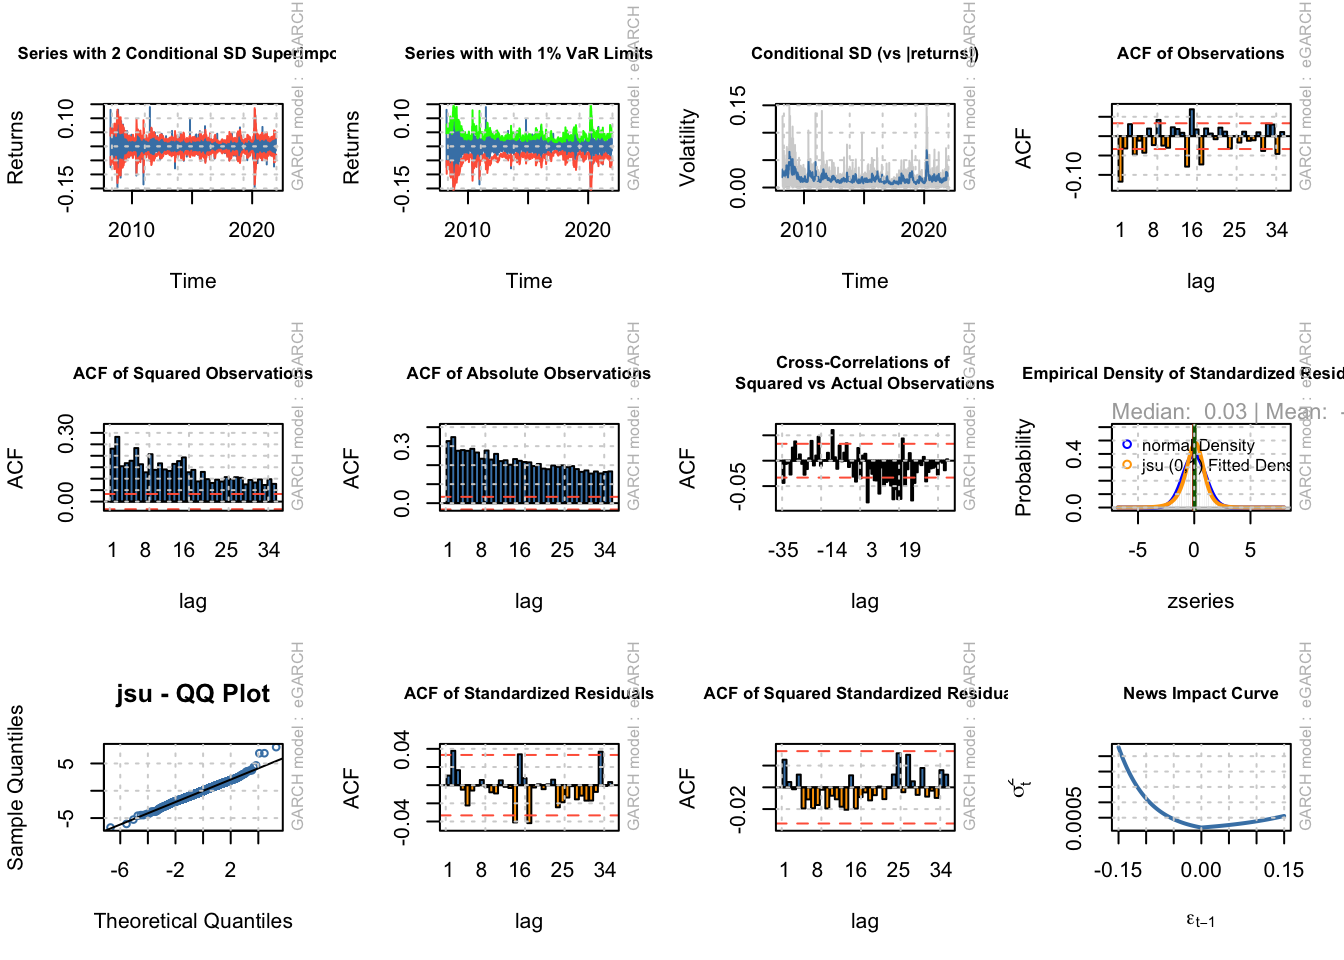 Series with 2 Conditional SD Superimpo
GARCH model : eGARCH
Returns
0.10
-0.15
2010
2020
Time
Series with with 1% VaR Limits
GARCH model : eGARCH
Returns
0.10
-0.15
2010
2020
Time
Conditional SD (vs |returns|)
GARCH model : eGARCH
Volatility
0.15
0.00
2010
2020
Time
ACF of Observations
GARCH model : eGARCH
ACF
-0.10
1 8 16 25 34
lag
ACF of Squared Observations
GARCH model : eGARCH
ACF
0.30
0.00
1 8 16 25 34
lag
ACF of Absolute Observations
GARCH model : eGARCH
ACF
0.3
0.0
1 8 16 25 34
lag
Cross-Correlations of
Squared vs Actual Observations
GARCH model : eGARCH
ACF
-0.05
-35 -14 3 19
lag
Empirical Density of Standardized Resid
GARCH model : eGARCH
Median: 0.03 | Mean: -
Probability
0.4
0.0
normal Density
jsu (0, Fitted Dens
-5 0 5
zseries
jsu - QQ Plot
GARCH model : eGARCH
Sample Quantiles
5
-5
-6 -2 2
Theoretical Quantiles
ACF of Standardized Residuals
GARCH model : eGARCH
ACF
0.04
-0.04
1 8 16 25 34
lag
ACF of Squared Standardized Residua
GARCH model : eGARCH
ACF
-0.02
1 8 16 25 34
lag
News Impact Curve
GARCH model : eGARCH
0.0005
-0.15 0.00 0.15
εt−1